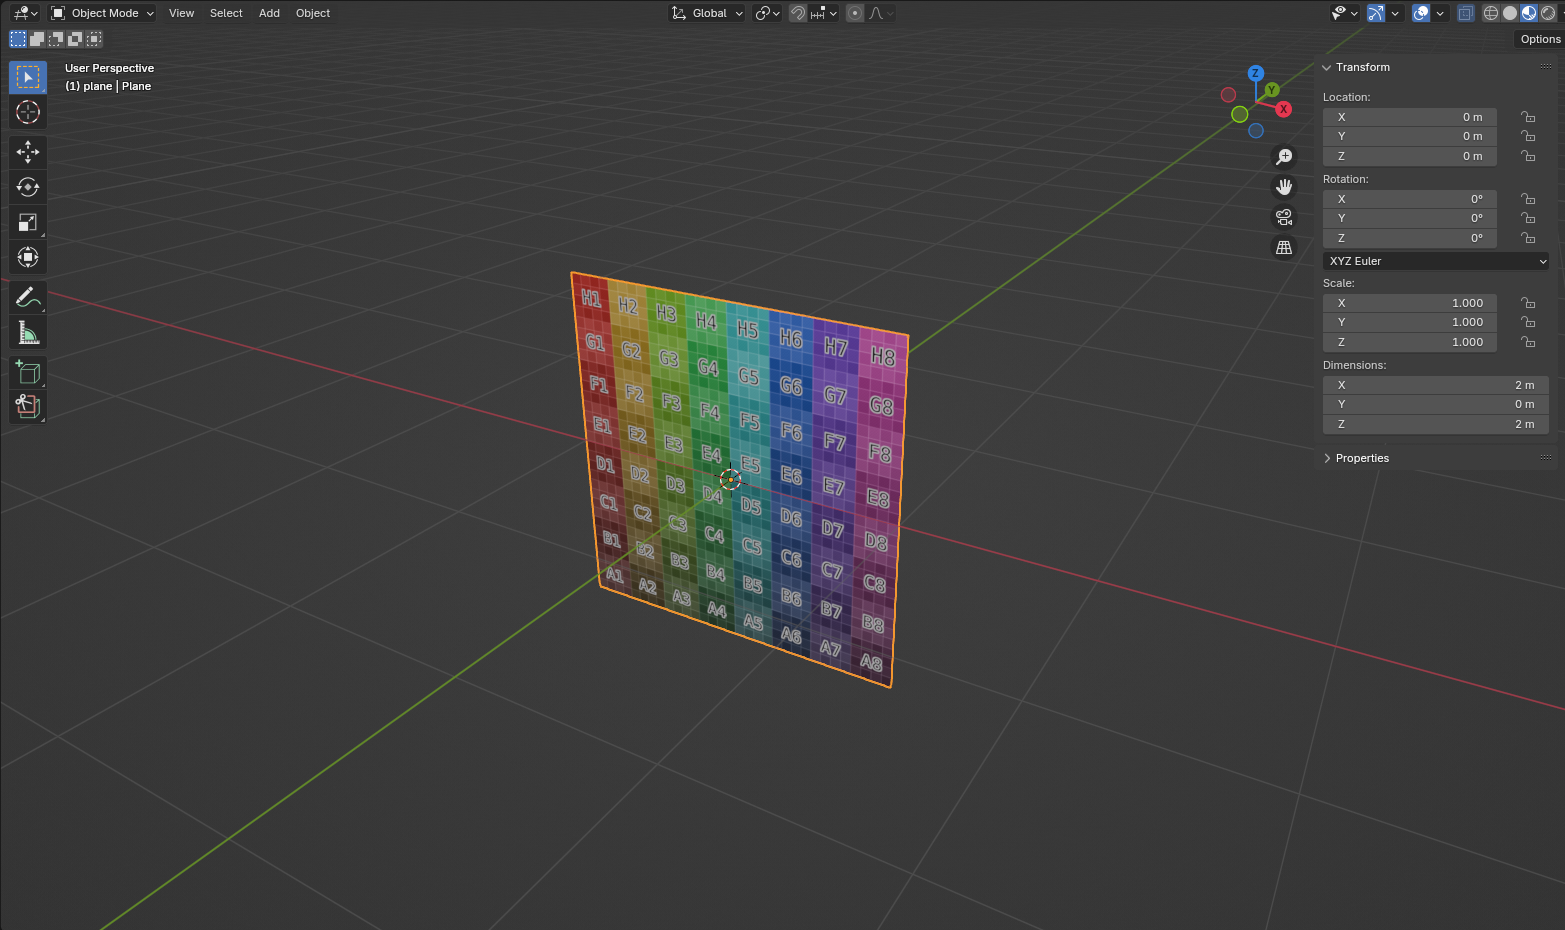 Object Mode View Select Add Object Global
Options
User Perspective
(1) plane | Plane
Z
Y
X
Transform
Location:
X 0 m
Y 0 m
Z 0 m
Rotation:
X 0°
Y 0°
Z 0°
XYZ Euler
Scale:
X 1.000
Y 1.000
Z 1.000
Dimensions:
X 2 m
Y 0 m
Z 2 m
Properties
H1 H2 H3 H4 H5 H6 H7 H8
G1 G2 G3 G4 G5 G6 G7 G8
F1 F2 F3 F4 F5 F6 F7 F8
E1 E2 E3 E4 E5 E6 E7 E8
D1 D2 D3 D4 D5 D6 D7 D8
C1 C2 C3 C4 C5 C6 C7 C8
B1 B2 B3 B4 B5 B6 B7 B8
A1 A2 A3 A4 A5 A6 A7 A8